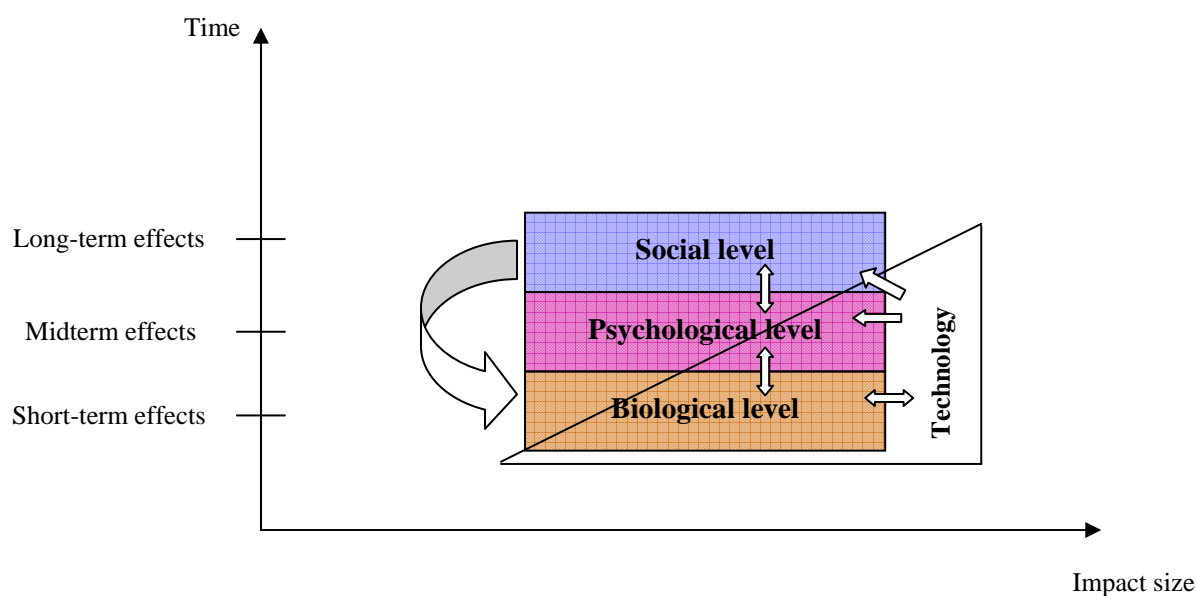 Time
Long-term effects
Social level
Midterm effects
Psychological level
Short-term effects
Biological level
Technology
Impact size